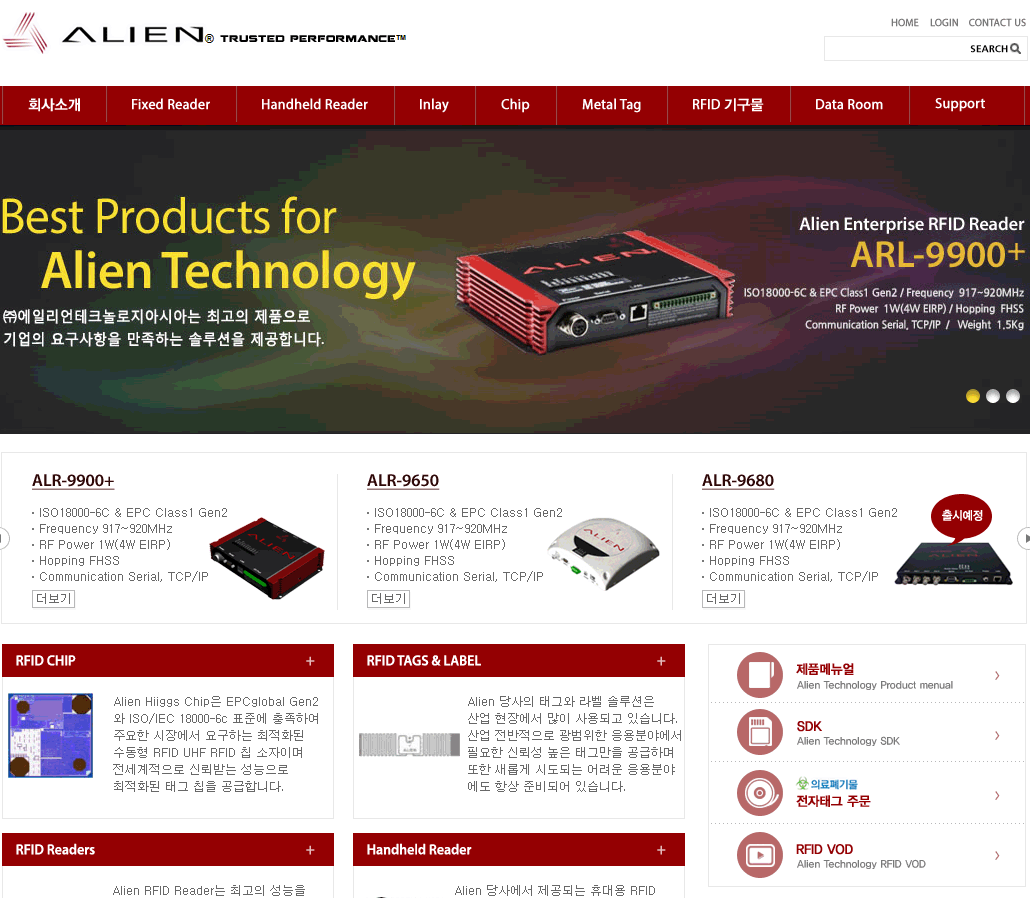 HOME LOGIN CONTACT US
ALIEN® TRUSTED PERFORMANCE™
SEARCH
회사소개 Fixed Reader Handheld Reader Inlay Chip Metal Tag RFID 기구물 Data Room Support
Best Products for
Alien Technology
㈜에일리언테크놀로지아시아는 최고의 제품으로
기업의 요구사항을 만족하는 솔루션을 제공합니다.
ALIEN
Alien Enterprise RFID Reader
ARL-9900+
ISO18000-6C & EPC Class1 Gen2 / Frequency 917~920MHz
RF Power 1W(4W EIRP) / Hopping FHSS
Communication Serial, TCP/IP / Weight 1.5Kg
ALR-9900+
· ISO18000-6C & EPC Class1 Gen2
· Frequency 917~920MHz
· RF Power 1W(4W EIRP)
· Hopping FHSS
· Communication Serial, TCP/IP
더보기
ALR-9650
· ISO18000-6C & EPC Class1 Gen2
· Frequency 917~920MHz
· RF Power 1W(4W EIRP)
· Hopping FHSS
· Communication Serial, TCP/IP
더보기
ALIEN
ALR-9680
· ISO18000-6C & EPC Class1 Gen2
· Frequency 917~920MHz
· RF Power 1W(4W EIRP)
· Hopping FHSS
· Communication Serial, TCP/IP
더보기
출시예정
RFID CHIP +
Alien Hiiggs Chip은 EPCglobal Gen2
와 ISO/IEC 18000-6c 표준에 충족하며
주요한 시장에서 요구하는 최적화된
수동형 RFID UHF RFID 칩 소자이며
전세계적으로 신뢰받는 성능으로
최적화된 태그 칩을 공급합니다.
RFID TAGS & LABEL +
Alien 당사의 태그와 라벨 솔루션은
산업 현장에서 많이 사용되고 있습니다.
산업 전반적으로 광범위한 응용분야에서
필요한 신뢰성 높은 태그만을 공급하며
또한 새롭게 시도되는 어려운 응용분야
에도 항상 준비되어 있습니다.
제품메뉴얼
Alien Technology Product menual
SDK
Alien Technology SDK
의료폐기물
전자태그 주문
RFID VOD
Alien Technology RFID VOD
RFID Readers +
Alien RFID Reader는 최고의 성능을
Handheld Reader +
Alien 당사에서 제공되는 휴대용 RFID